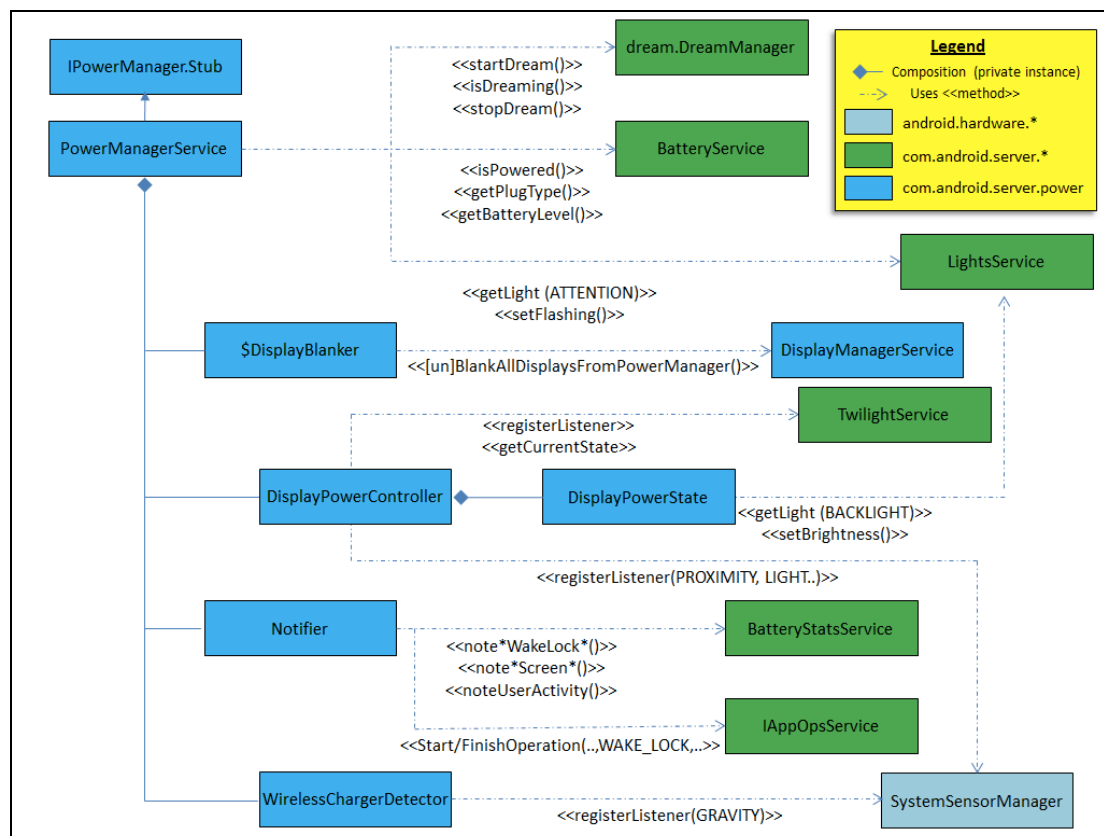 IPowerManager.Stub
PowerManagerService
<<startDream()>>
<<isDreaming()>>
<<stopDream()>>
dream.DreamManager
<<isPowered()>>
<<getPlugType()>>
<<getBatteryLevel()>>
BatteryService
Legend
Composition (private instance)
Uses <<method>>
android.hardware.*
com.android.server.*
com.android.server.power
LightsService
<<getLight (ATTENTION)>>
<<setFlashing()>>
$DisplayBlanker
<<[un]BlankAllDisplaysFromPowerManager()>>
DisplayManagerService
<<registerListener>>
<<getCurrentState>>
TwilightService
DisplayPowerController
DisplayPowerState
<<getLight (BACKLIGHT)>>
<<setBrightness()>>
<<registerListener(PROXIMITY, LIGHT..)>>
Notifier
<<note*WakeLock*()>>
<<note*Screen*()>>
<<noteUserActivity()>>
BatteryStatsService
<<Start/FinishOperation(..,WAKE_LOCK,..>>
IAppOpsService
WirelessChargerDetector
<<registerListener(GRAVITY)>>
SystemSensorManager